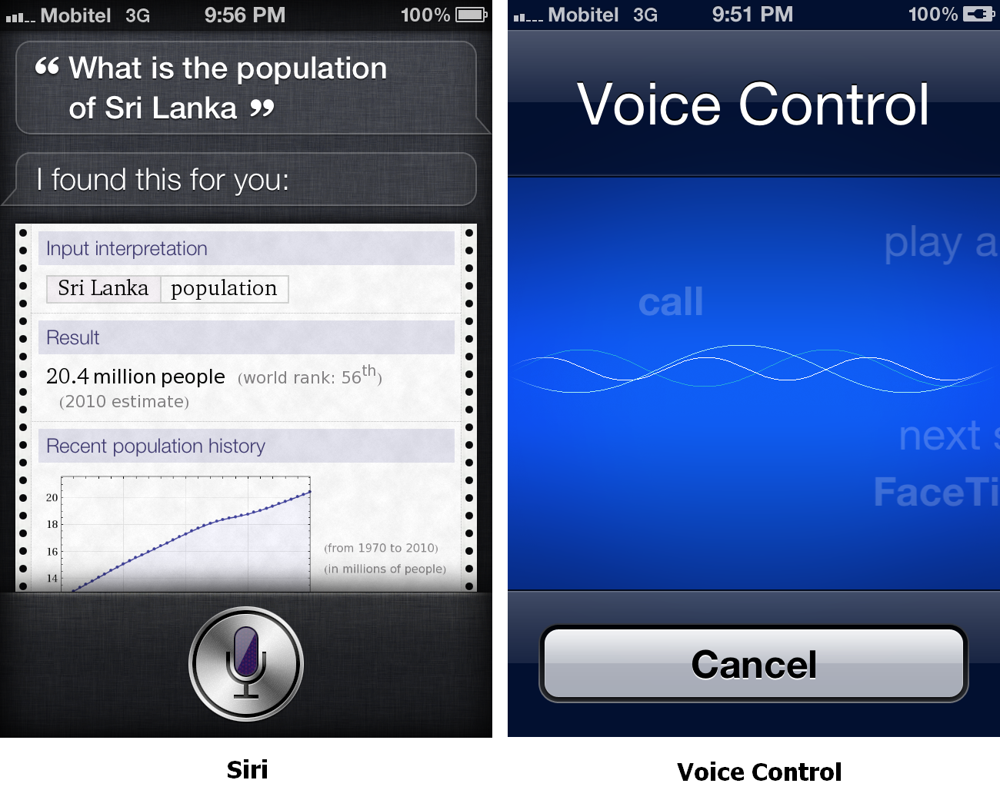 Mobitel 3G 9:56 PM 100%
“ What is the population
of Sri Lanka ”
I found this for you:
Input interpretation
Sri Lanka population
Result
20.4 million people (world rank: 56th)
(2010 estimate)
Recent population history
20
18
16
14
(from 1970 to 2010)
(in millions of people)
Siri
Mobitel 3G 9:51 PM 100%
Voice Control
play a
call
next s
FaceTi
Cancel
Voice Control